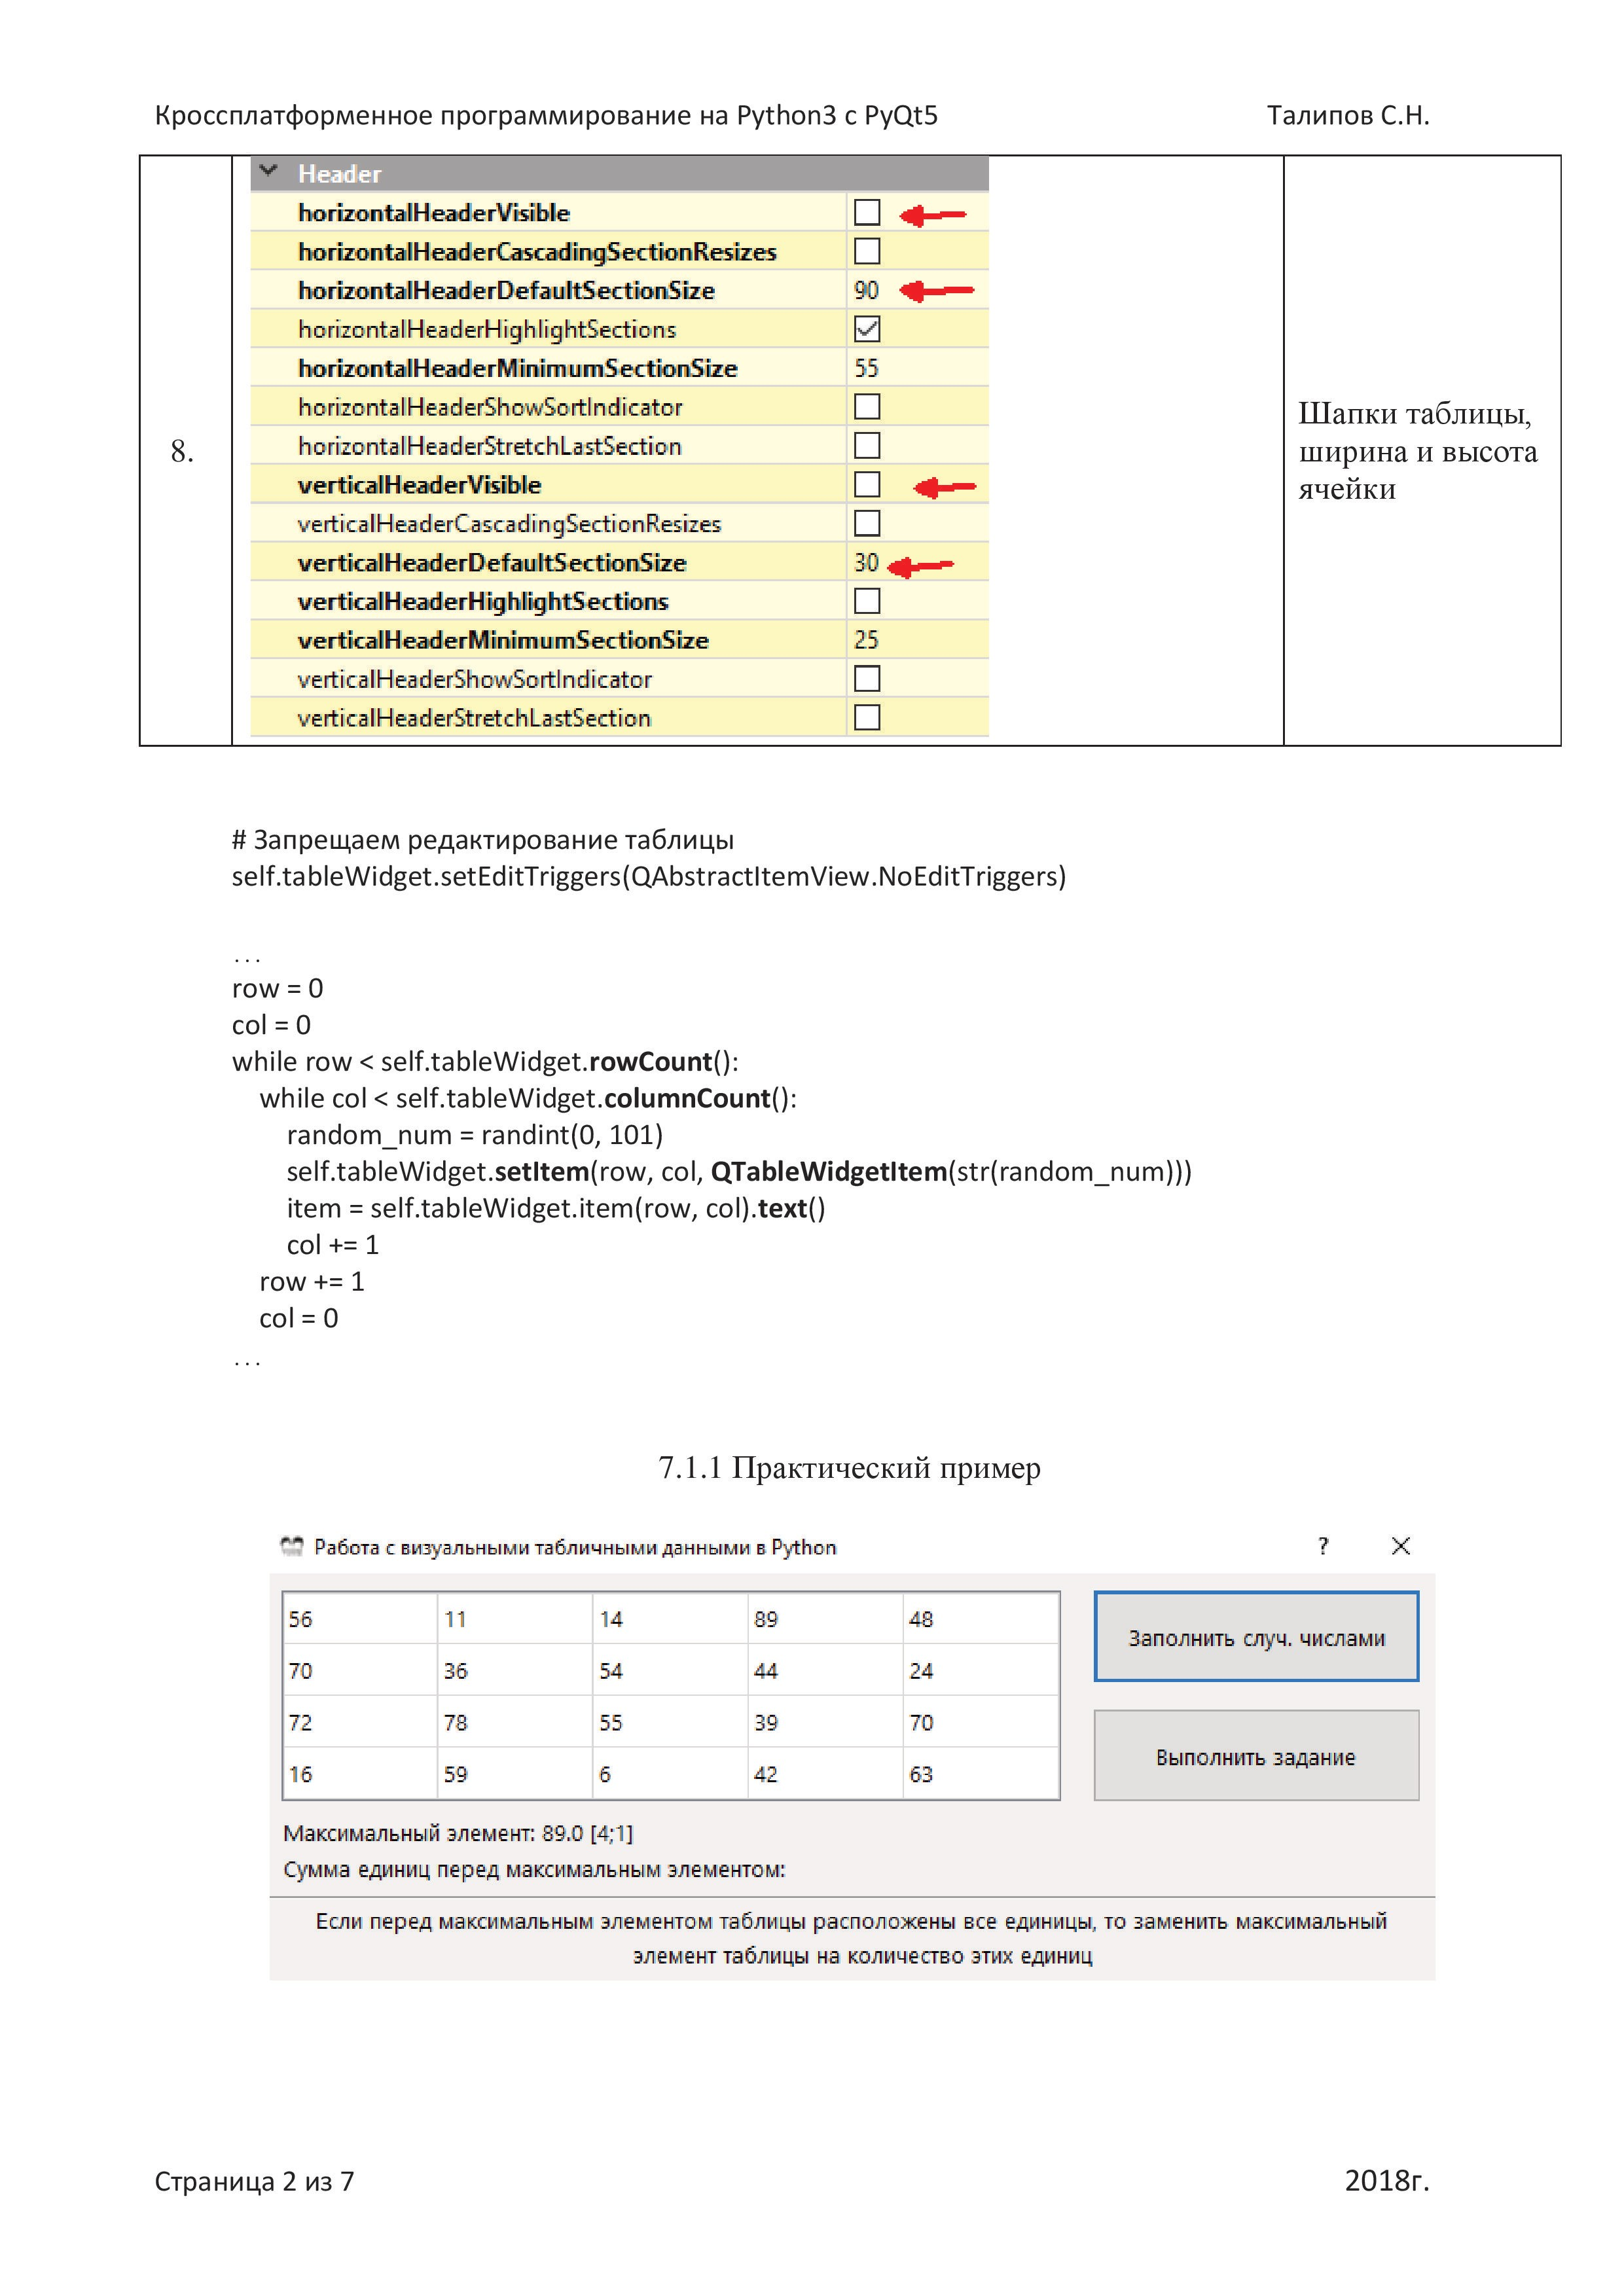 Кроссплатформенное программирование на Python3 с PyQt5 Талипов С.Н.
8.
Header
horizontalHeaderVisible
horizontalHeaderCascadingSectionResizes
horizontalHeaderDefaultSectionSize 90
horizontalHeaderHighlightSections
horizontalHeaderMinimumSectionSize 55
horizontalHeaderShowSortIndicator
horizontalHeaderStretchLastSection
verticalHeaderVisible
verticalHeaderCascadingSectionResizes
verticalHeaderDefaultSectionSize 30
verticalHeaderHighlightSections
verticalHeaderMinimumSectionSize 25
verticalHeaderShowSortIndicator
verticalHeaderStretchLastSection
Шапки таблицы,
ширина и высота
ячейки
# Запрещаем редактирование таблицы
self.tableWidget.setEditTriggers(QAbstractItemView.NoEditTriggers)
...
row = 0
col = 0
while row < self.tableWidget.rowCount():
while col < self.tableWidget.columnCount():
random_num = randint(0, 101)
self.tableWidget.setItem(row, col, QTableWidgetItem(str(random_num)))
item = self.tableWidget.item(row, col).text()
col += 1
row += 1
col = 0
...
7.1.1 Практический пример
Работа с визуальными табличными данными в Python ?
56 11 14 89 48
70 36 54 44 24
72 78 55 39 70
16 59 6 42 63
Заполнить случ. числами
Выполнить задание
Максимальный элемент: 89.0 [4;1]
Сумма единиц перед максимальным элементом:
Если перед максимальным элементом таблицы расположены все единицы, то заменить максимальный
элемент таблицы на количество этих единиц
Страница 2 из 7 2018г.